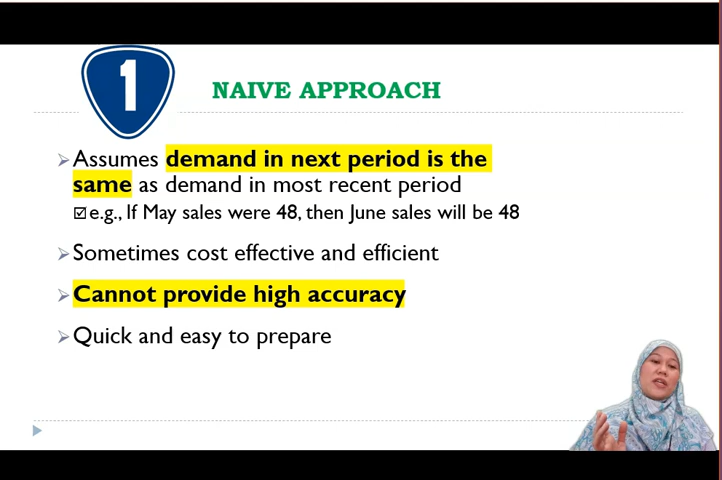 1
NAIVE APPROACH
Assumes demand in next period is the
same as demand in most recent period
e.g., If May sales were 48, then June sales will be 48
Sometimes cost effective and efficient
Cannot provide high accuracy
Quick and easy to prepare